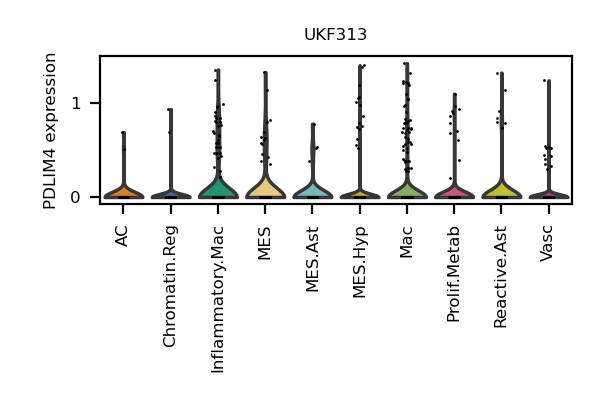 UKF313
PDLIM4 expression
1
0
AC
Chromatin.Reg
Inflammatory.Mac
MES
MES.Ast
MES.Hyp
Mac
Prolif.Metab
Reactive.Ast
Vasc